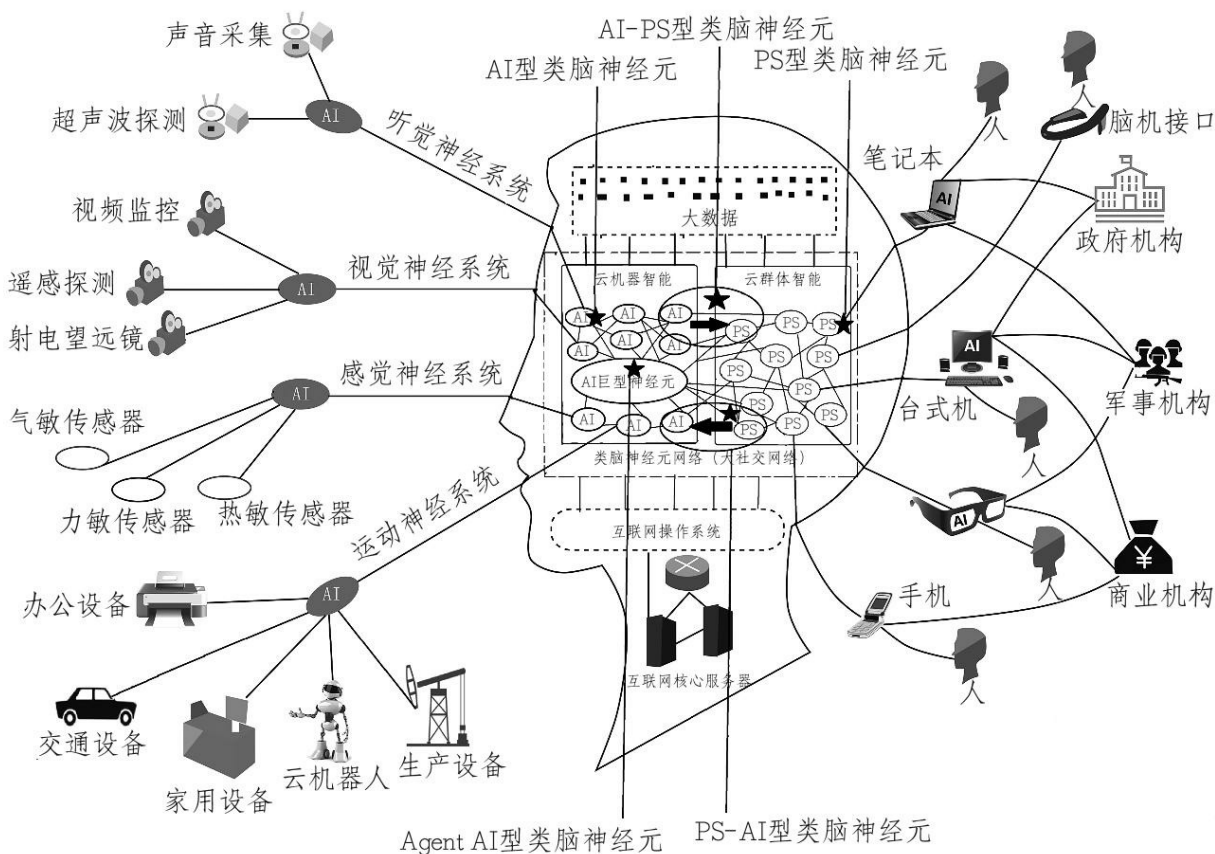 声音采集
AI-PS型类脑神经元
AI型类脑神经元
PS型类脑神经元
AI
超声波探测
人
人
脑机接口
听觉神经系统
笔记本
AI
大数据
视频监控
政府机构
视觉神经系统
云机器智能
云群体智能
遥感探测
AI
射电望远镜
AI
AI
AI
PS
PS
PS
AI
AI
AI
PS
PS
PS
AI
感觉神经系统
AI
AI巨型神经元
PS
PS
台式机
军事机构
气敏传感器
AI
AI
AI
PS
PS
PS
PS
人
类脑神经元网络（大社交网络）
力敏传感器
热敏传感器
运动神经系统
互联网操作系统
AI
人
办公设备
AI
手机
商业机构
¥
互联网核心服务器
人
交通设备
家用设备
云机器人
生产设备
Agent AI型类脑神经元
PS-AI型类脑神经元